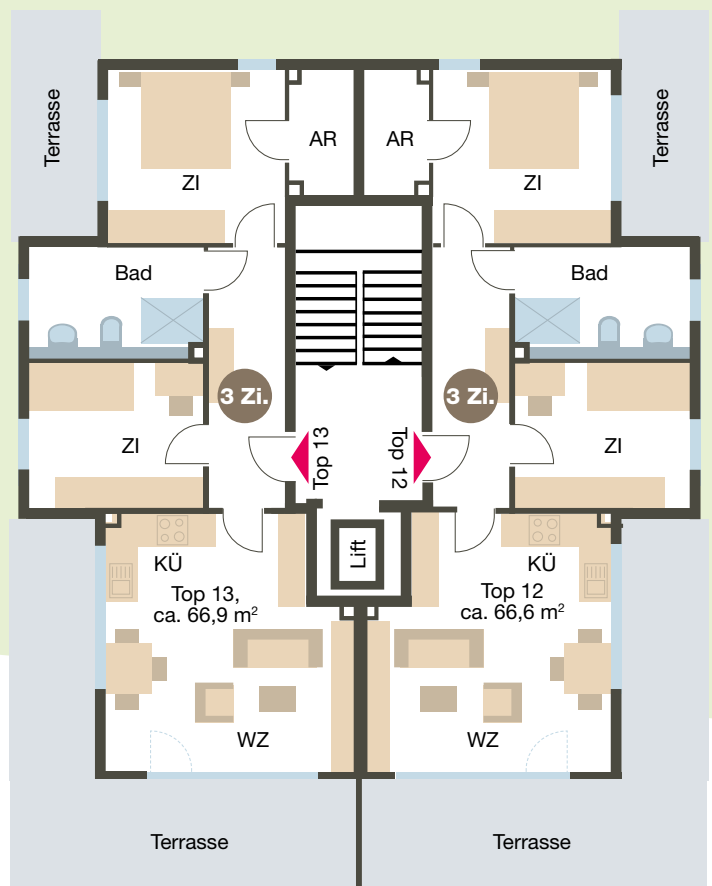 Terrasse
AR
AR
Terrasse
ZI
ZI
Bad
Bad
3 Zi.
3 Zi.
ZI
Top 13
Top 12
ZI
Lift
KÜ
Top 13,
ca. 66,9 m²
KÜ
Top 12
ca. 66,6 m²
WZ
WZ
Terrasse
Terrasse